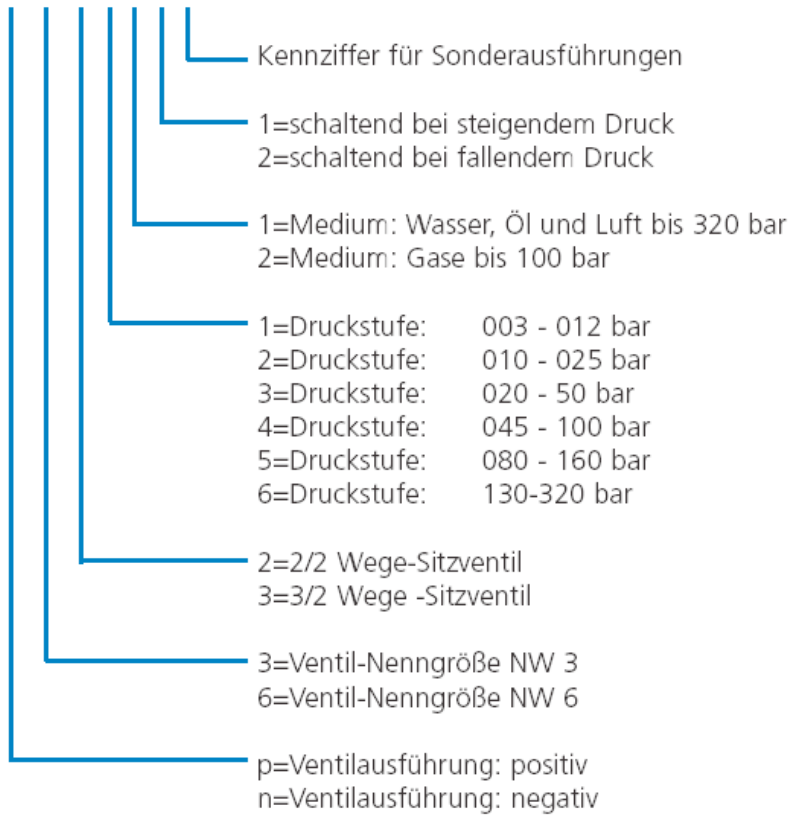 Kennziffer für Sonderausführungen
1=schaltend bei steigendem Druck
2=schaltend bei fallendem Druck
1=Medium: Wasser, Öl und Luft bis 320 bar
2=Medium: Gase bis 100 bar
1=Druckstufe: 003 - 012 bar
2=Druckstufe: 010 - 025 bar
3=Druckstufe: 020 - 50 bar
4=Druckstufe: 045 - 100 bar
5=Druckstufe: 080 - 160 bar
6=Druckstufe: 130-320 bar
2=2/2 Wege-Sitzventil
3=3/2 Wege -Sitzventil
3=Ventil-Nenngröße NW 3
6=Ventil-Nenngröße NW 6
p=Ventilausführung: positiv
n=Ventilausführung: negativ